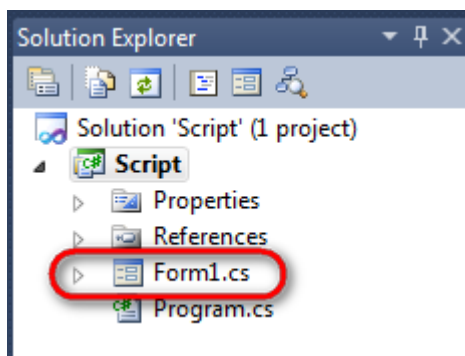 Solution Explorer
Solution 'Script' (1 project)
Script
Properties
References
Form1.cs
Program.cs